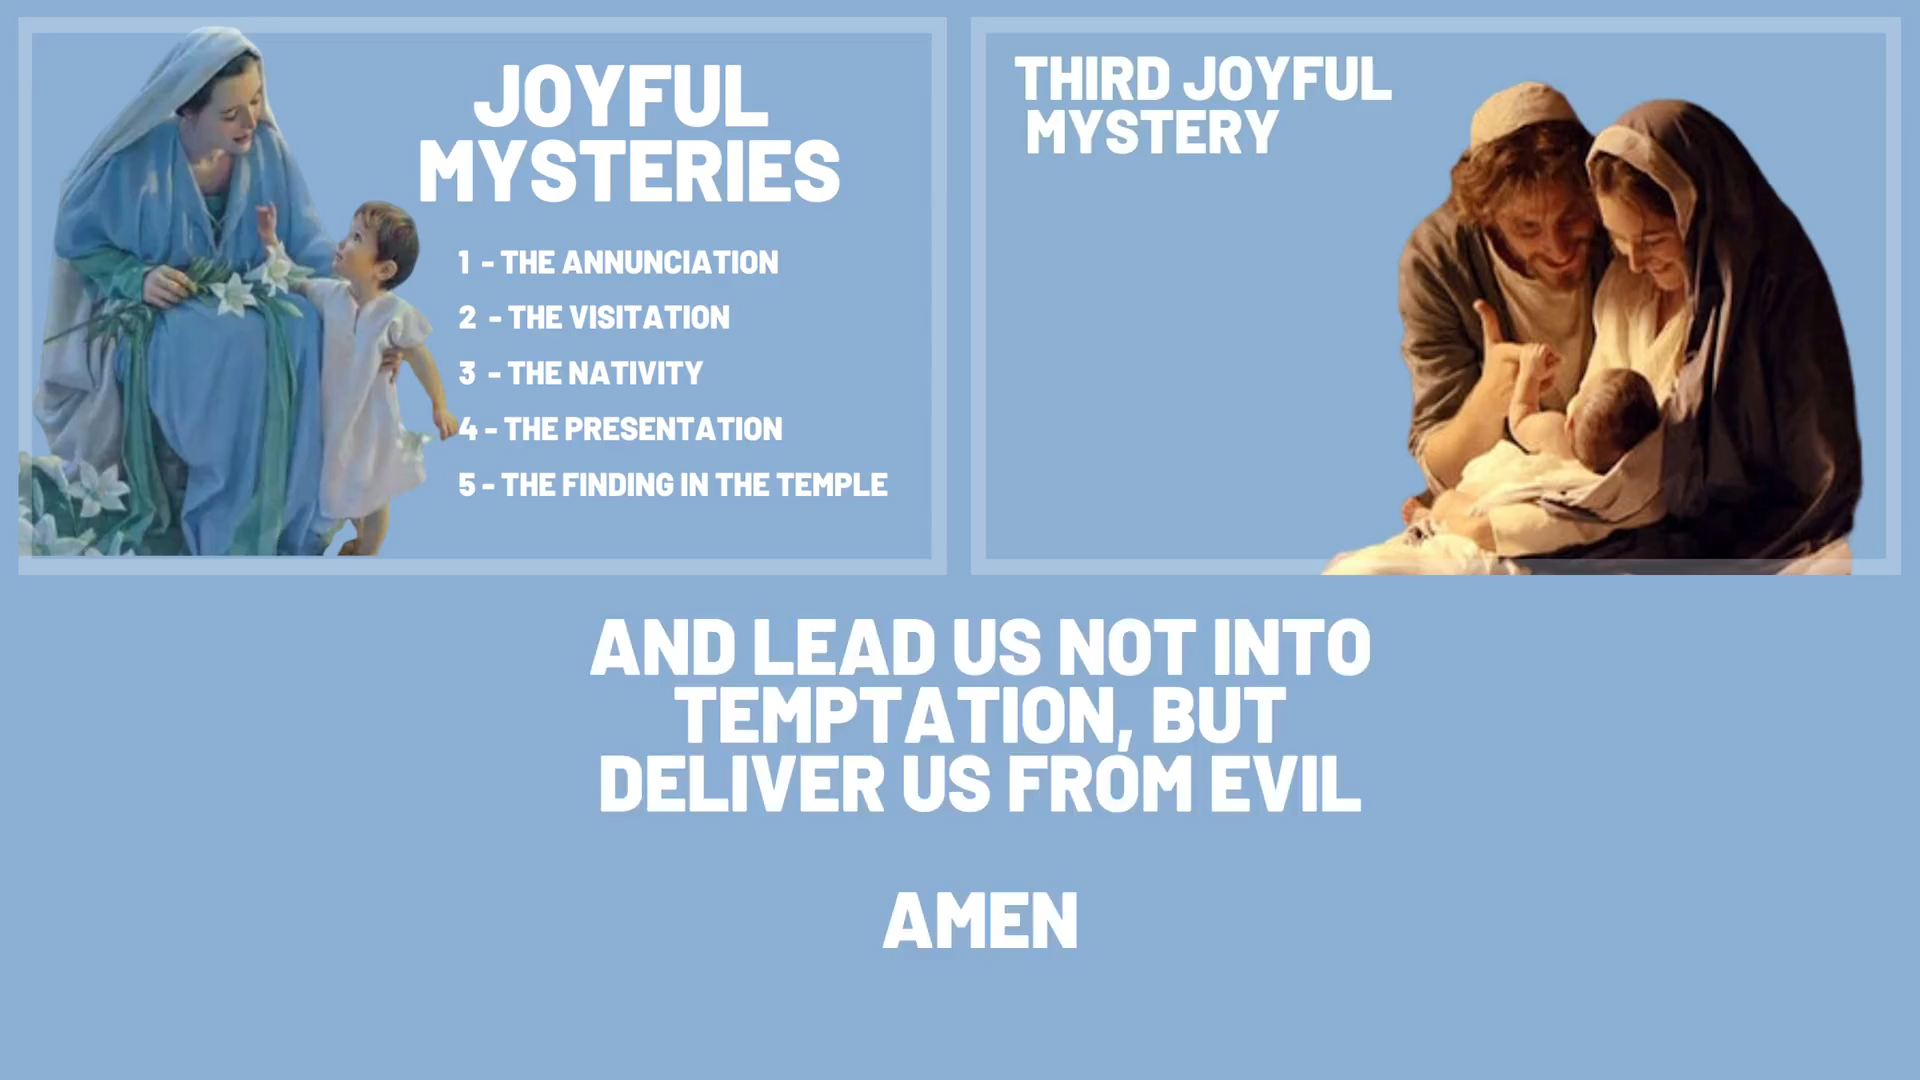 JOYFUL
MYSTERIES
1 - THE ANNUNCIATION
2 - THE VISITATION
3 - THE NATIVITY
4 - THE PRESENTATION
5 - THE FINDING IN THE TEMPLE
THIRD JOYFUL
MYSTERY
AND LEAD US NOT INTO
TEMPTATION, BUT
DELIVER US FROM EVIL
AMEN